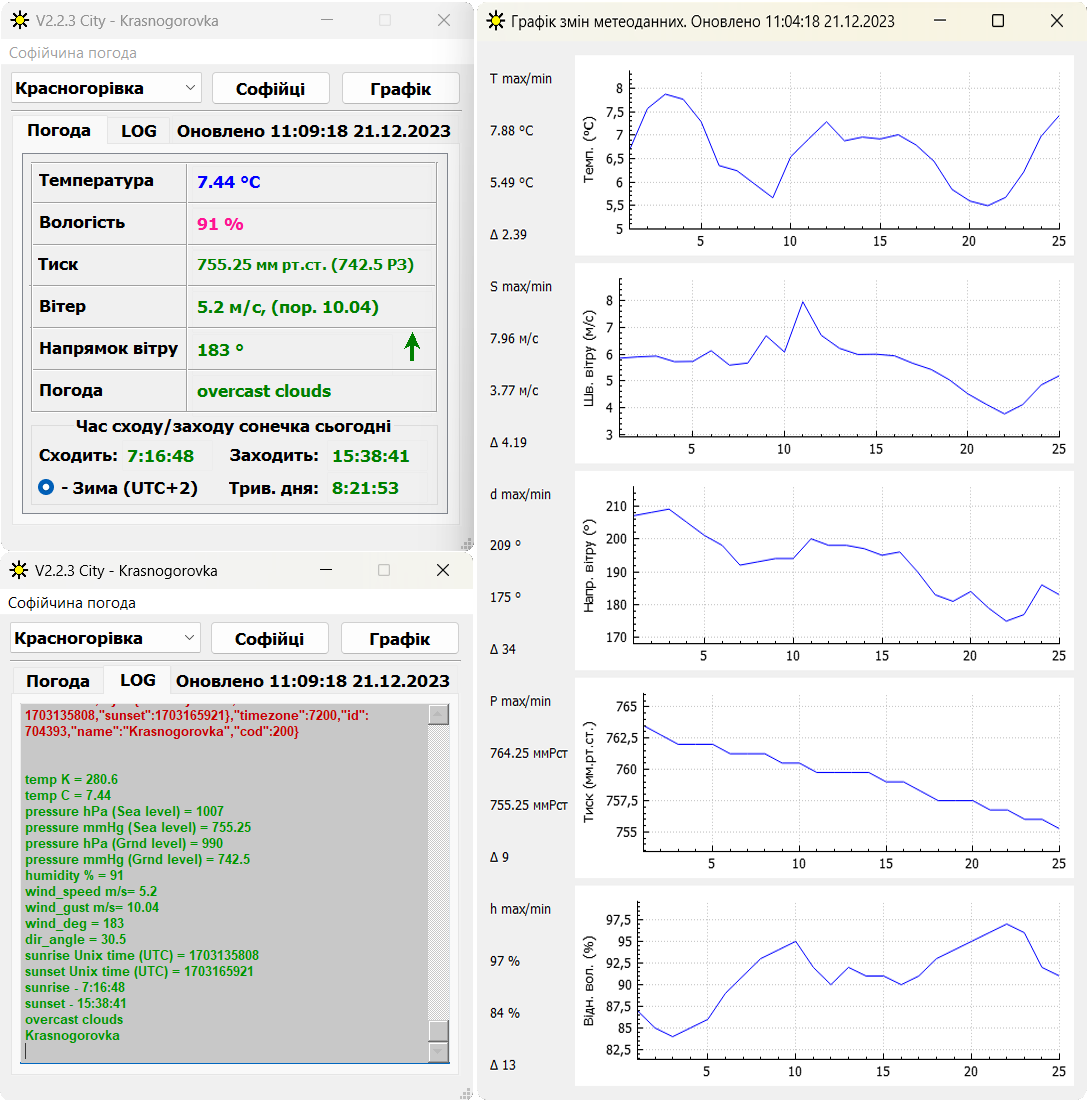 V2.2.3 City - Krasnogorovka
Софійчина погода
Красногорівка
Софійці
Графік
Погода
LOG
Оновлено 11:09:18 21.12.2023
Температура 7.44 °C
Вологість 91 %
Тиск 755.25 мм рт.ст. (742.5 РЗ)
Вітер 5.2 м/с, (пор. 10.04)
Напрямок вітру 183 °
Погода overcast clouds
Час сходу/заходу сонечка сьогодні
Сходить: 7:16:48 Заходить: 15:38:41
- Зима (UTC+2) Трив. дня: 8:21:53
V2.2.3 City - Krasnogorovka
Софійчина погода
Красногорівка
Софійці
Графік
Погода
LOG
Оновлено 11:09:18 21.12.2023
1703135808,"sunset":1703165921},"timezone":7200,"id":
704393,"name":"Krasnogorovka","cod":200}
temp K = 280.6
temp C = 7.44
pressure hPa (Sea level) = 1007
pressure mmHg (Sea level) = 755.25
pressure hPa (Grnd level) = 990
pressure mmHg (Grnd level) = 742.5
humidity % = 91
wind_speed m/s= 5.2
wind_gust m/s= 10.04
wind_deg = 183
dir_angle = 30.5
sunrise Unix time (UTC) = 1703135808
sunset Unix time (UTC) = 1703165921
sunrise - 7:16:48
sunset - 15:38:41
overcast clouds
Krasnogorovka
Графік змін метеоданних. Оновлено 11:04:18 21.12.2023
T max/min
7.88 °C
5.49 °C
Δ 2.39
Темп. (°C)
8
7,5
7
6,5
6
5,5
5
5 10 15 20 25
S max/min
7.96 м/с
3.77 м/с
Δ 4.19
Шв. вітру (м/с)
8
7
6
5
4
3
5 10 15 20 25
d max/min
209 °
175 °
Δ 34
Напр. вітру (°)
210
200
190
180
170
5 10 15 20 25
P max/min
764.25 ммРст
755.25 ммРст
Δ 9
Тиск (мм.рт.ст.)
765
762,5
760
757,5
755
5 10 15 20 25
h max/min
97 %
84 %
Δ 13
Відн. вол. (%)
97,5
95
92,5
90
87,5
85
82,5
5 10 15 20 25